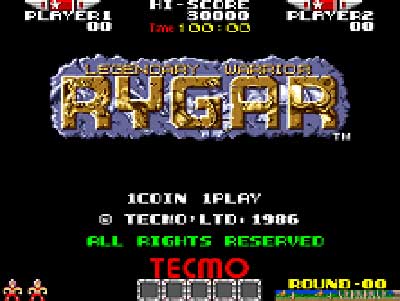 PLAYER1 HI-SCORE PLAYER2
00 30000 00
Time 100:00
LEGENDARY WARRIOR
RYGAR
TM
1COIN 1PLAY
© TECMO,LTD,1986
ALL RIGHTS RESERVED
TECMO
ROUND-00